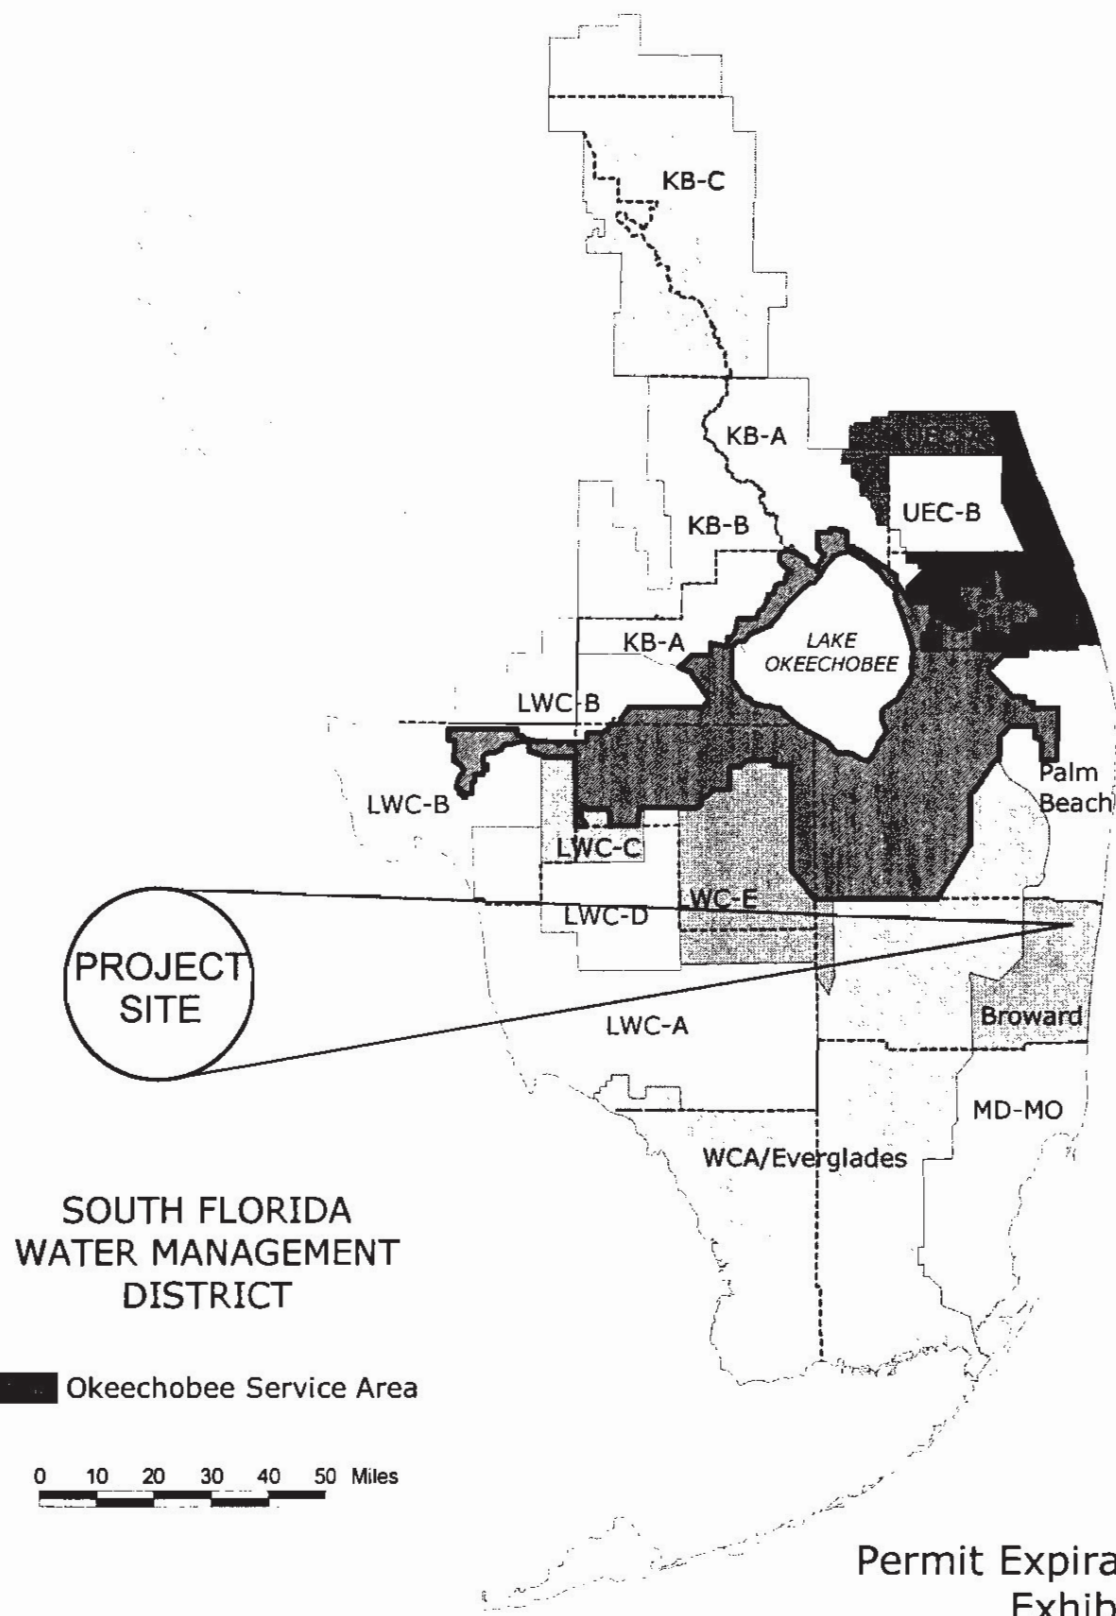 KB-C
KB-A
KB-B
UEC-B
KB-A
LAKE
OKEECHOBEE
LWC-B
LWC-B
Palm
Beach
LWC-C
LWC-D
WC-E
PROJECT
SITE
LWC-A
Broward
MD-MO
WCA/Everglades
SOUTH FLORIDA
WATER MANAGEMENT
DISTRICT
Okeechobee Service Area
0 10 20 30 40 50 Miles
Permit Expira
Exhib